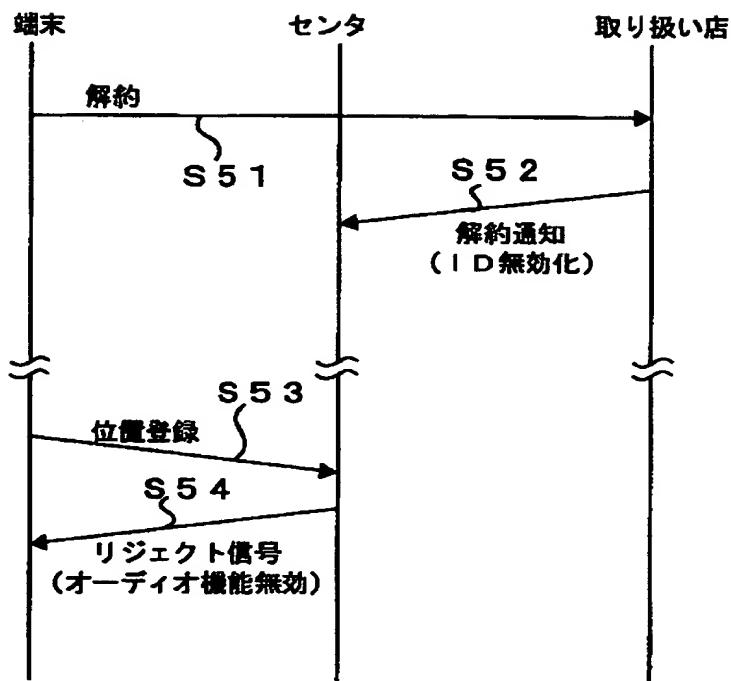 端末
センタ
取り扱い店
解約
S51
S52
解約通知
(ID無効化)
S53
位置登録
S54
リジェクト信号
(オーディオ機能無効)